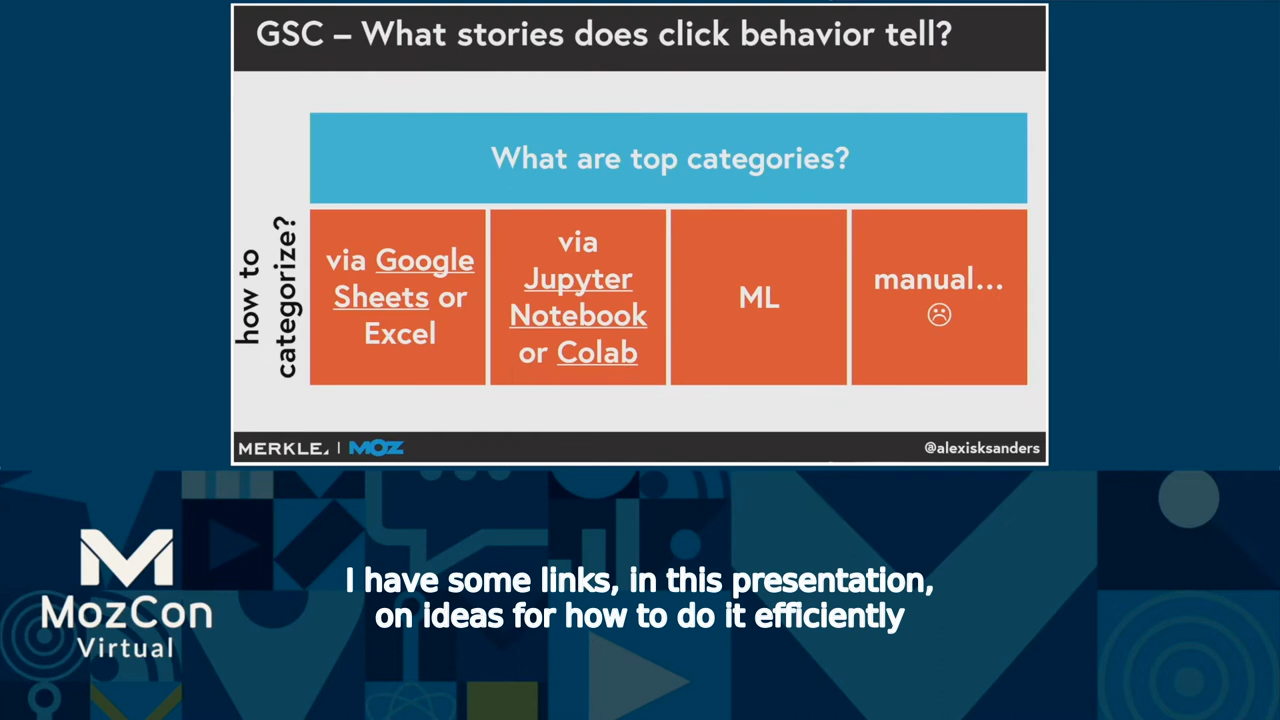 GSC – What stories does click behavior tell?
What are top categories?
how to
categorize?
via Google
Sheets or
Excel
via
Jupyter
Notebook
or Colab
ML
manual...
☹
MERKLE | MOZ
@alexisksanders
M
MozCon
Virtual
I have some links, in this presentation,
on ideas for how to do it efficiently